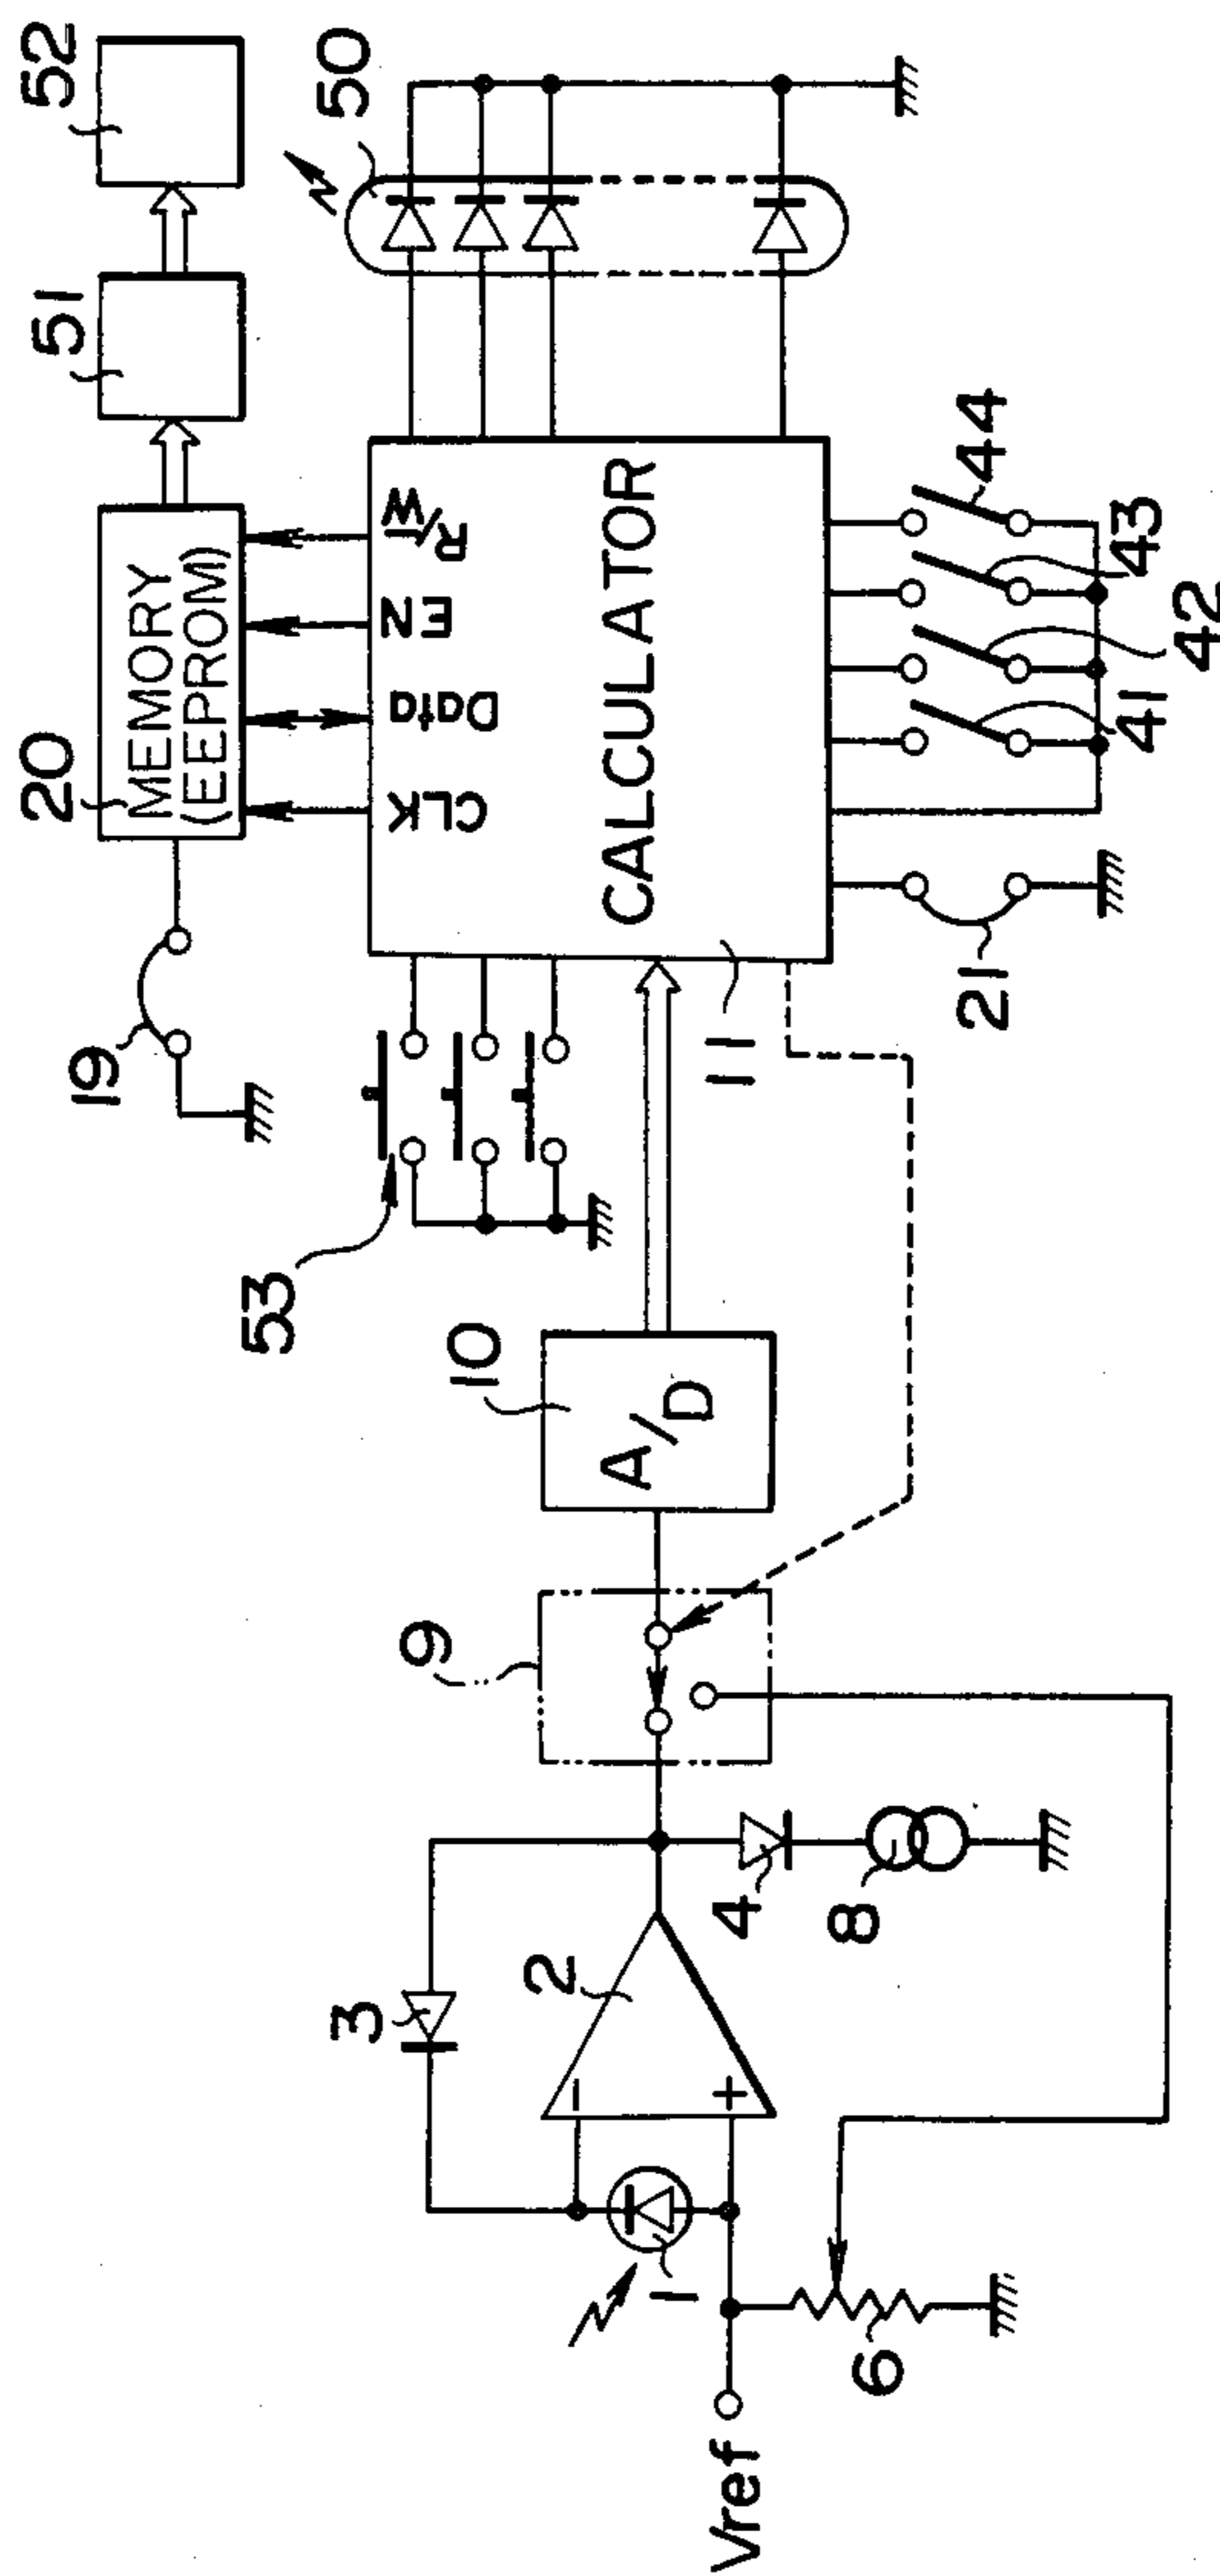 52
51
50
20
MEMORY
(EEPROM)
19
CLK
Data
EN
R/W̅
CALCULATOR
11
53
10
A/D
9
3
2
−
+
4
8
1
6
Vref
21
41
42
43
44